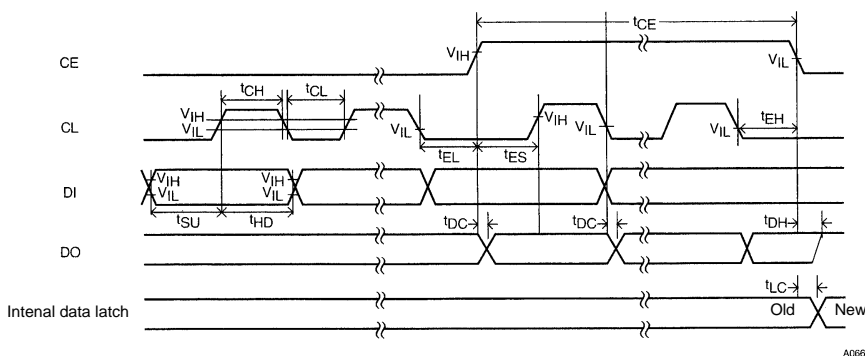 tCE
CE
VIH
VIL
tCH
tCL
CL
VIH
VIL
VIL
VIH
VIL
VIL
tEH
tEL
tES
DI
VIH
VIL
VIH
VIL
tSU
tHD
DO
tDC
tDC
tDH
tLC
Intenal data latch
Old
New
A066